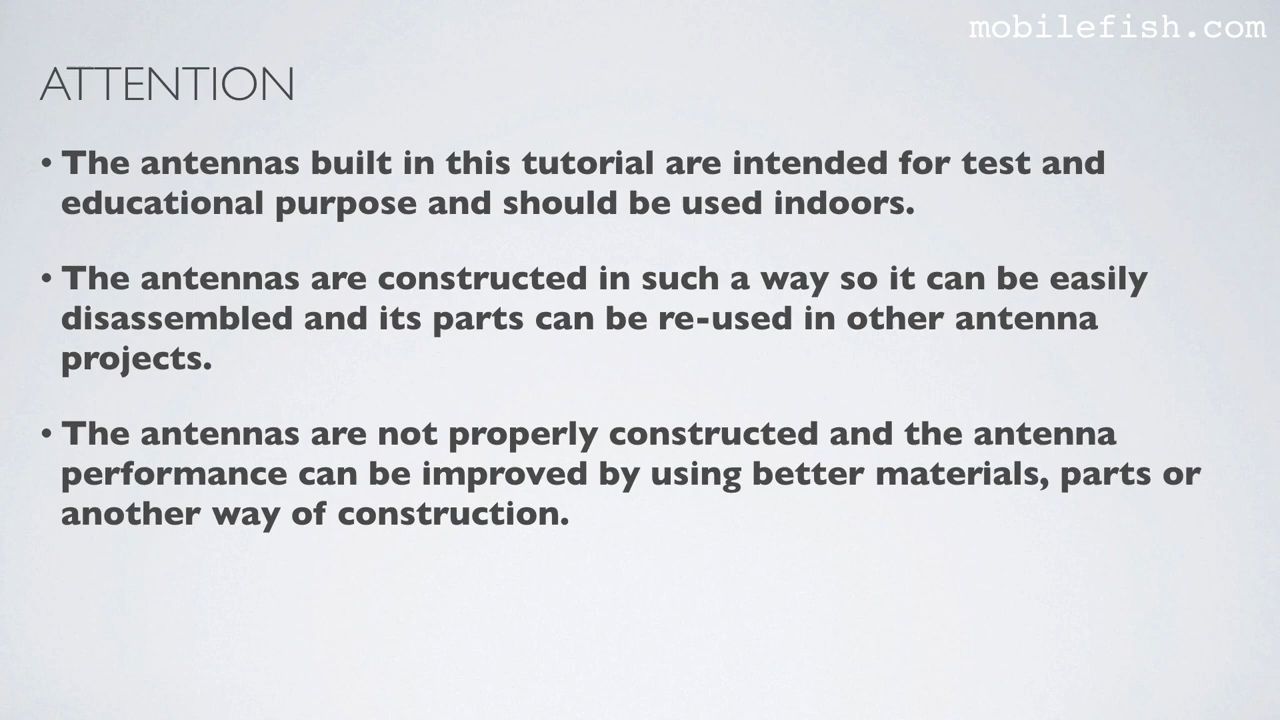 mobilefish.com
ATTENTION
• The antennas built in this tutorial are intended for test and
educational purpose and should be used indoors.
• The antennas are constructed in such a way so it can be easily
disassembled and its parts can be re-used in other antenna
projects.
• The antennas are not properly constructed and the antenna
performance can be improved by using better materials, parts or
another way of construction.